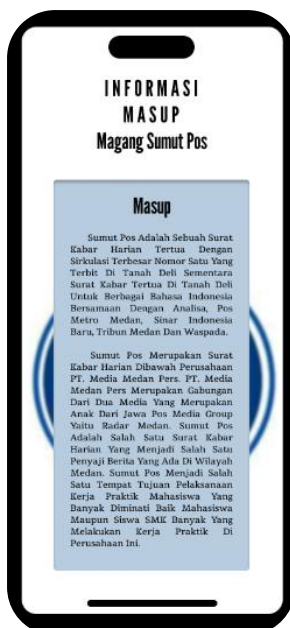 INFORMASI
MASUP
Magang Sumut Pos
Masup
Sumut Pos Adalah Sebuah Surat
Kabar Harian Tertua Dengan
Sirkulasi Terbesar Nomor Satu Yang
Terbit Di Tanah Deli Sementara
Surat Kabar Tertua Di Tanah Deli
Untuk Berbagai Bahasa Indonesia
Bersamaan Dengan Analisa, Pos
Metro Medan, Sinar Indonesia
Baru, Tribun Medan Dan Waspada.
Sumut Pos Merupakan Surat
Kabar Harian Dibawah Perusahaan
PT. Media Medan Pers. PT. Media
Medan Pers Merupakan Gabungan
Dari Dua Media Yang Merupakan
Anak Dari Jawa Pos Media Group
Yaitu Radar Medan. Sumut Pos
Adalah Salah Satu Surat Kabar
Harian Yang Menjadi Salah Satu
Penyaji Berita Yang Ada Di Wilayah
Medan. Sumut Pos Menjadi Salah
Satu Tempat Tujuan Pelaksanaan
Kerja Praktik Mahasiswa Yang
Banyak Diminati Baik Mahasiswa
Maupun Siswa SMK Banyak Yang
Melakukan Kerja Praktik Di
Perusahaan Ini.